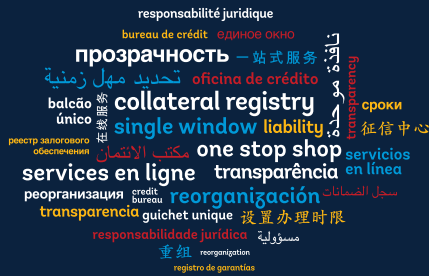 responsabilité juridique
bureau de crédit единое окно
прозрачность 一站式服务
نافذة موحدة
تحديد مهل زمنية oficina de crédito
transparency
balcão
único
在线服务
collateral registry
сроки
single window liability 征信中心
реестр залогового
обеспечения
مكتب الائتمان one stop shop
servicios
en línea
services en ligne transparência
реорганизация
credit
bureau
reorganización سجل الضمانات
transparencia guichet unique 设置办理时限
responsabilidade jurídica مسؤولية
重组 reorganization
registro de garantías